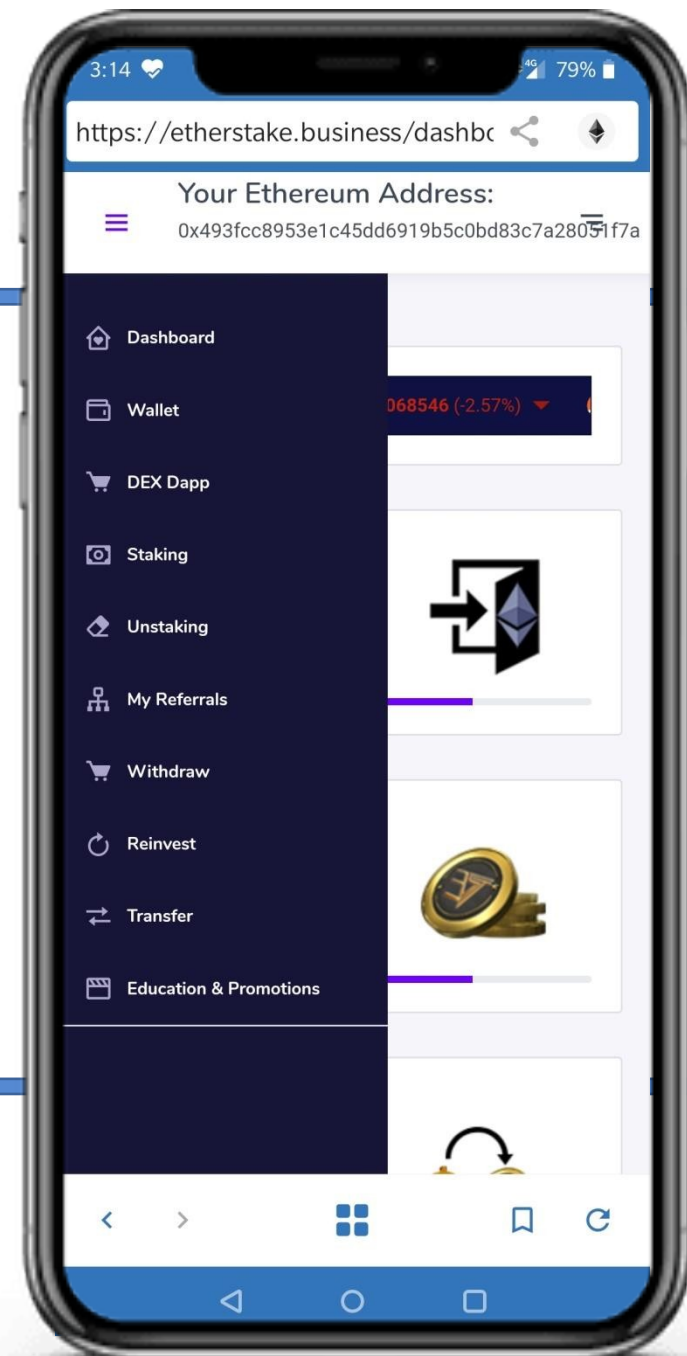 3:14
4G
79%
https://etherstake.business/dashbo
Your Ethereum Address:
0x493fcc8953e1c45dd6919b5c0bd83c7a28051f7a
Dashboard
Wallet
068546 (-2.57%)
DEX Dapp
Staking
Unstaking
My Referrals
Withdraw
Reinvest
Transfer
Education & Promotions